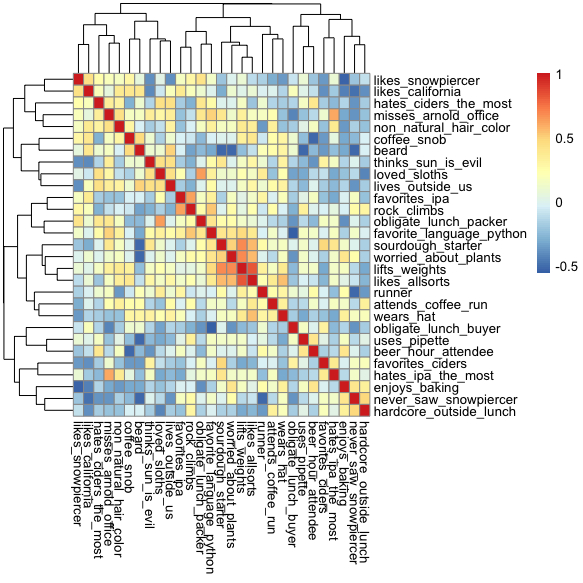 likes_snowpiercer
likes_california
hates_ciders_the_most
misses_arnold_office
non_natural_hair_color
coffee_snob
beard
thinks_sun_is_evil
loved_sloths
lives_outside_us
favorites_ipa
rock_climbs
obligate_lunch_packer
favorite_language_python
sourdough_starter
worried_about_plants
lifts_weights
likes_allsorts
runner
attends_coffee_run
wears_hat
obligate_lunch_buyer
uses_pipette
beer_hour_attendee
favorites_ciders
hates_ipa_the_most
enjoys_baking
never_saw_snowpiercer
hardcore_outside_lunch
1
0.5
0
-0.5
likes_snowpiercer
likes_california
hates_ciders_the_most
misses_arnold_office
non_natural_hair_color
coffee_snob
beard
thinks_sun_is_evil
loved_sloths
lives_outside_us
favorites_ipa
rock_climbs
obligate_lunch_packer
favorite_language_python
sourdough_starter
worried_about_plants
lifts_weights
likes_allsorts
runner
attends_coffee_run
wears_hat
obligate_lunch_buyer
uses_pipette
beer_hour_attendee
favorites_ciders
hates_ipa_the_most
enjoys_baking
never_saw_snowpiercer
hardcore_outside_lunch